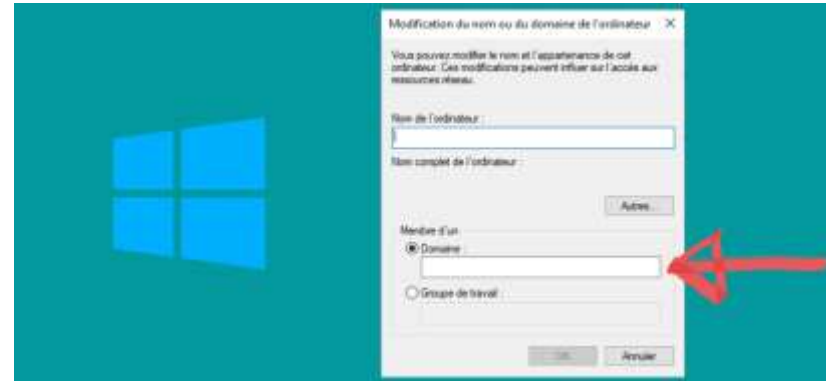 Modification du nom ou du domaine de l'ordinateur
Vous pouvez modifier le nom et l'appartenance de cet
ordinateur. Ces modifications peuvent influer sur l'accès aux
ressources réseau.
Nom de l'ordinateur :
Nom complet de l'ordinateur :
Autres...
Membre d'un
Domaine :
Groupe de travail :
OK
Annuler